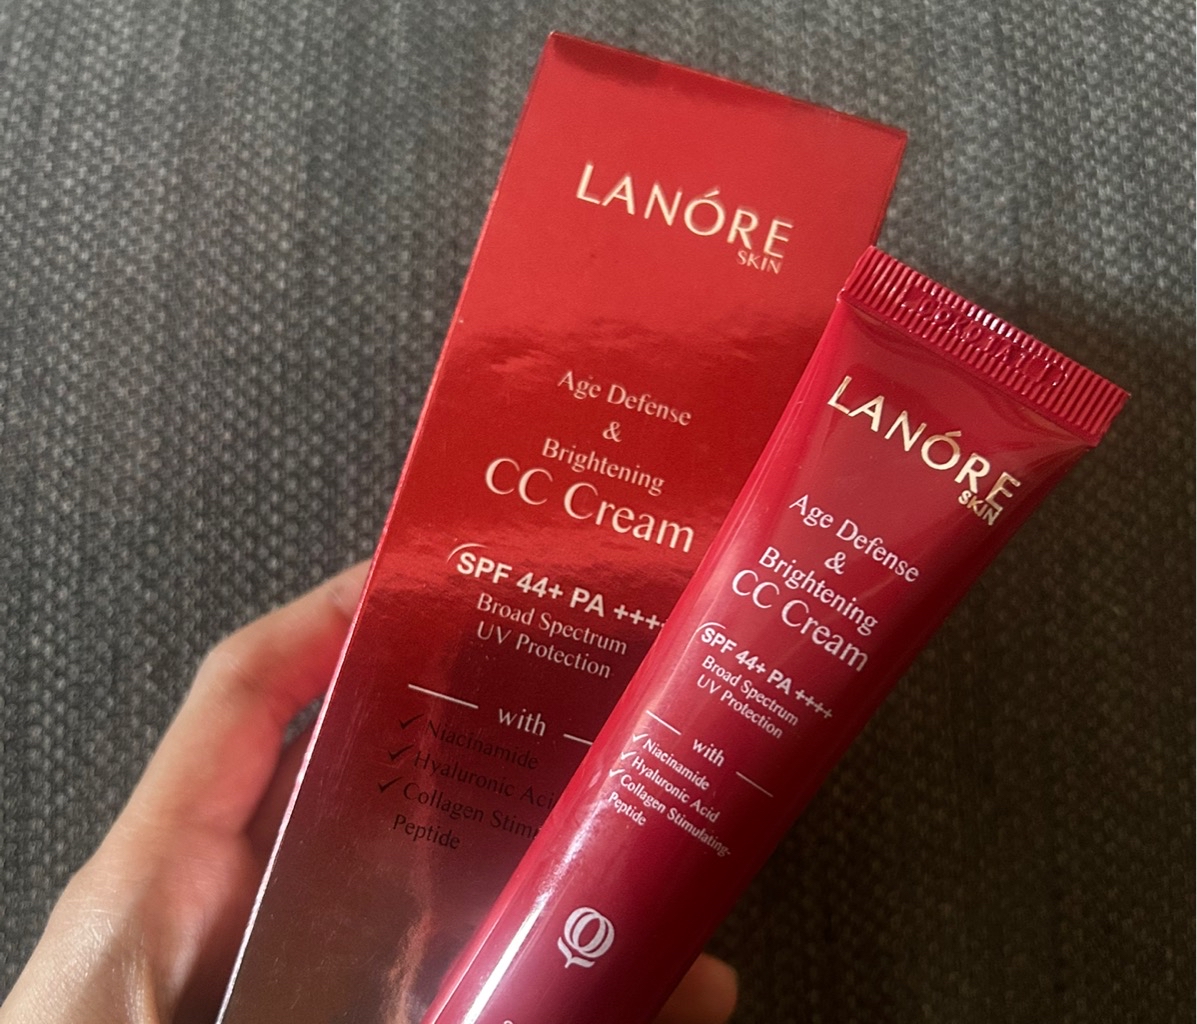 LANÓRE
SKIN
Age Defense
&
Brightening
CC Cream
SPF 44+ PA ++++
Broad Spectrum
UV Protection
with
✓ Niacinamide
✓ Hyaluronic
✓ Collagen
Peptide
LANÓRE
SKIN
Age Defense
&
Brightening
CC Cream
SPF 44+ PA ++++
Broad Spectrum
UV Protection
with
✓ Niacinamide
✓ Hyaluronic Acid
✓ Collagen Stimulating-
Peptide